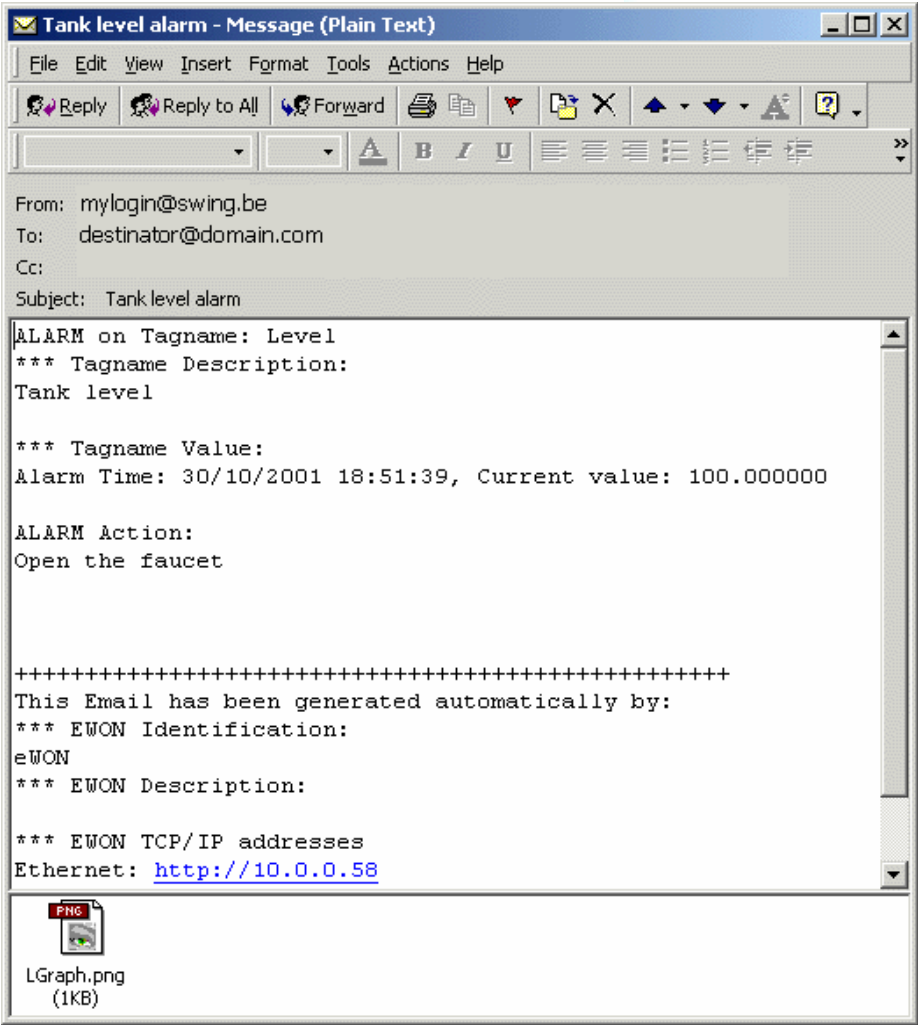 Tank level alarm - Message (Plain Text)
File Edit View Insert Format Tools Actions Help
Reply Reply to All Forward
A B I U
From: mylogin@swing.be
To: destinator@domain.com
Cc:
Subject: Tank level alarm
ALARM on Tagname: Level
*** Tagname Description:
Tank level
*** Tagname Value:
Alarm Time: 30/10/2001 18:51:39, Current value: 100.000000
ALARM Action:
Open the faucet
+++++++++++++++++++++++++++++++++++++++++++++++++++
This Email has been generated automatically by:
*** EWON Identification:
eWON
*** EWON Description:
*** EWON TCP/IP addresses
Ethernet: http://10.0.0.58
PNG
LGraph.png
(1KB)